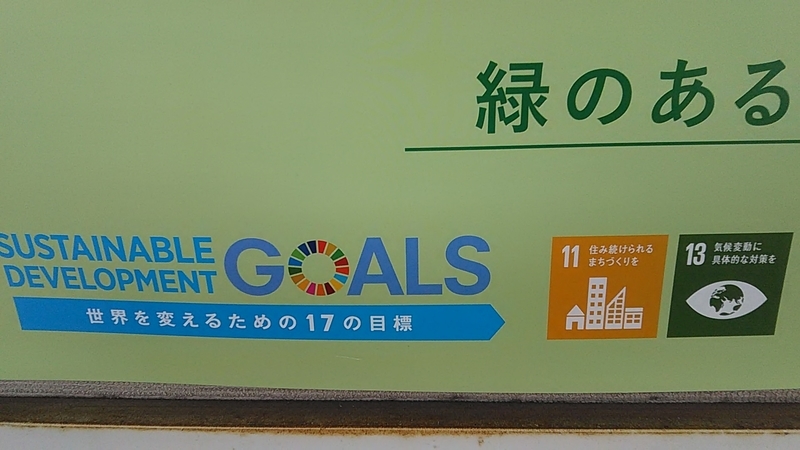 緑のある
SUSTAINABLE
DEVELOPMENT
GOALS
世界を変えるための17の目標
11 住み続けられる
まちづくりを
13 気候変動に
具体的な対策を